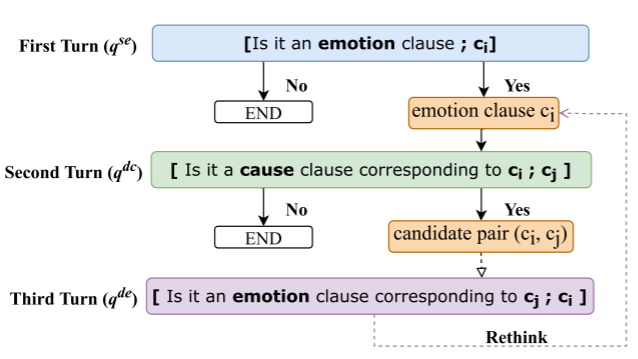 First Turn (q^se) [Is it an emotion clause ; c_i]
No Yes
END emotion clause c_i
Second Turn (q^dc) [ Is it a cause clause corresponding to c_i ; c_j ]
No Yes
END candidate pair (c_i, c_j)
Third Turn (q^de) [ Is it an emotion clause corresponding to c_j ; c_i ]
Rethink